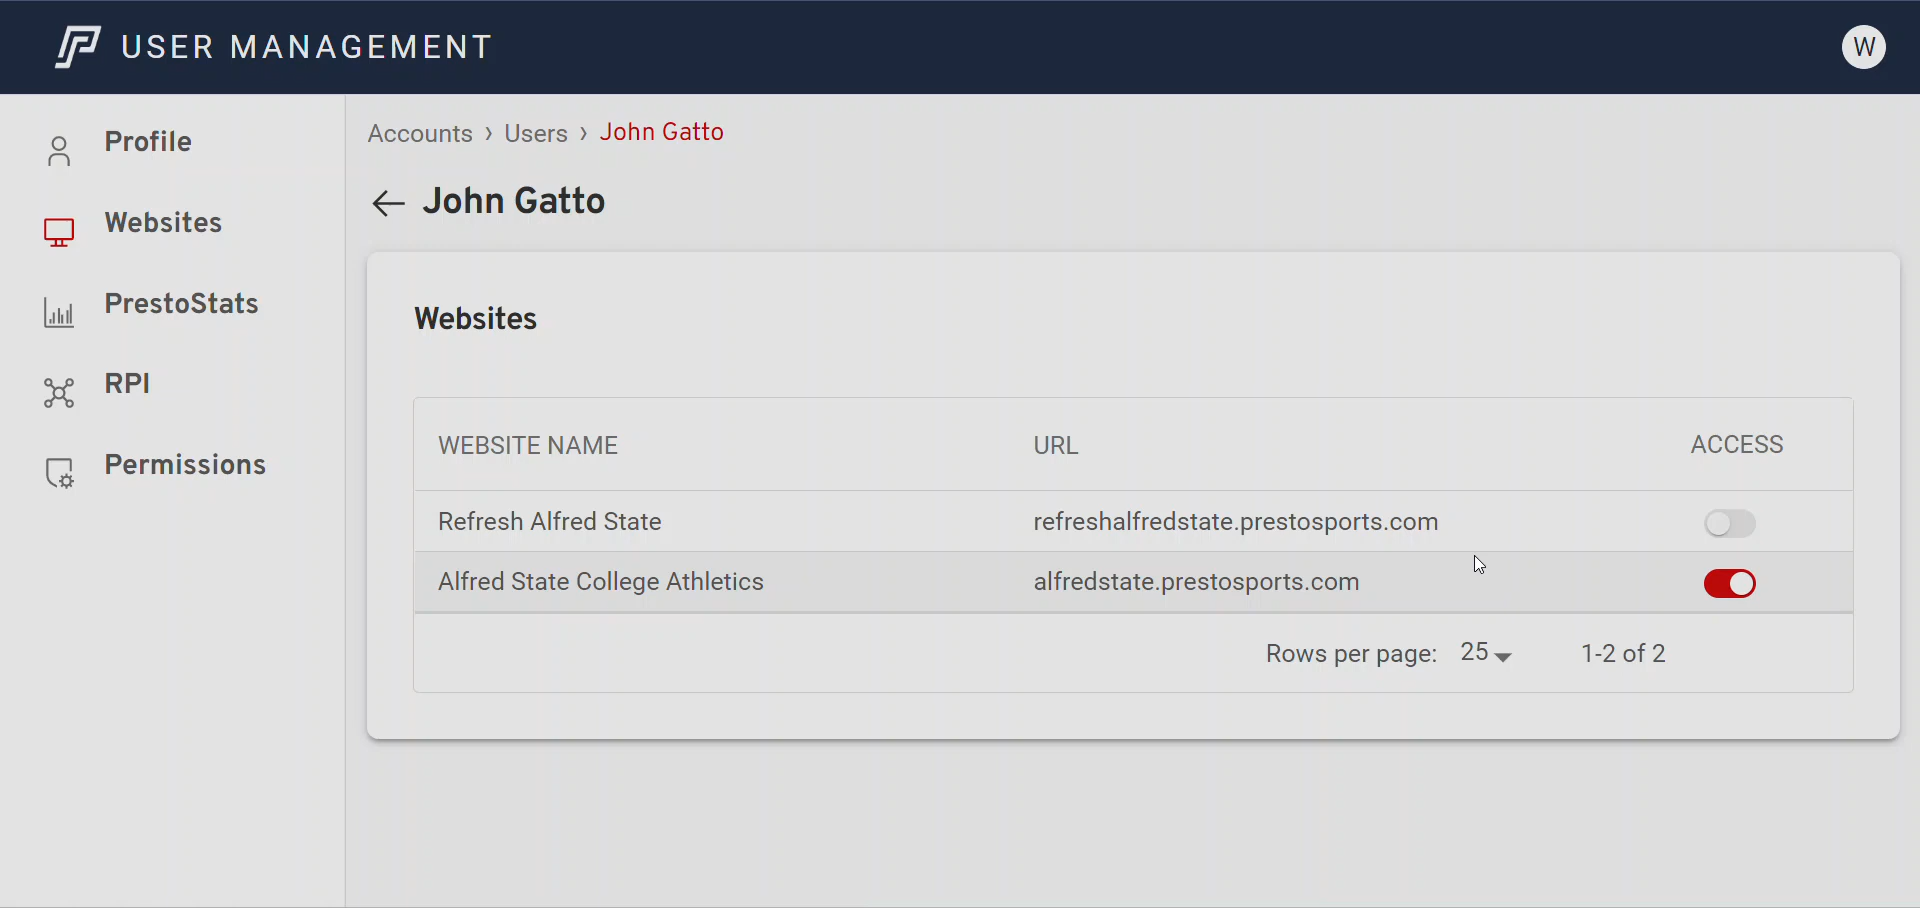 USER MANAGEMENT
W
Profile
Websites
PrestoStats
RPI
Permissions
Accounts › Users › John Gatto
John Gatto
Websites
WEBSITE NAME URL ACCESS
Refresh Alfred State refreshalfredstate.prestosports.com
Alfred State College Athletics alfredstate.prestosports.com
Rows per page: 25 1-2 of 2